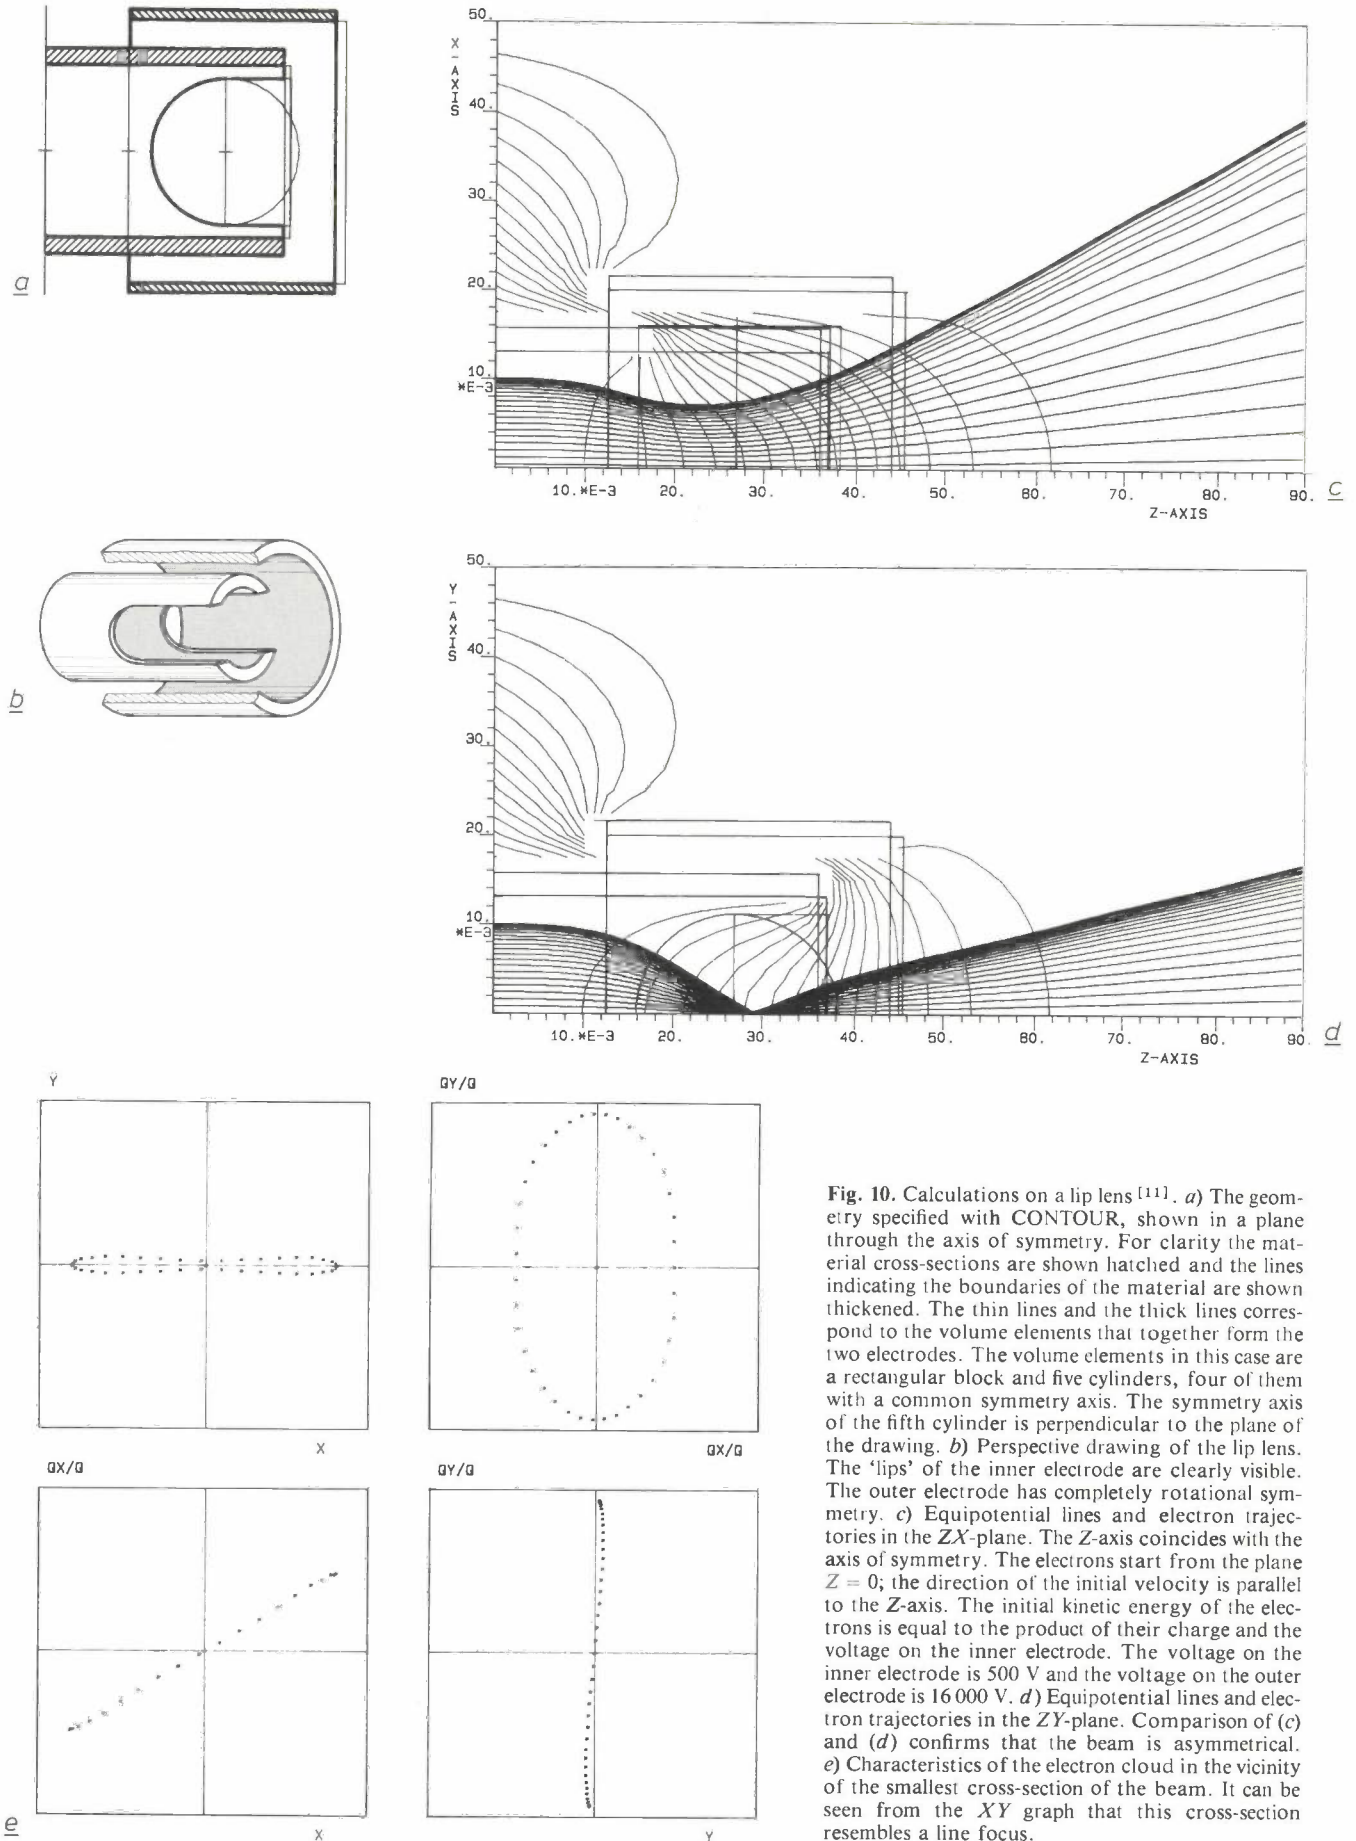 a
X
-
A
X
I
S
50.
40.
30.
20.
10.
*E-3
10.*E-3 20. 30. 40. 50. 60. 70. 80. 90.
Z-AXIS
c
b
Y
-
A
X
I
S
50.
40.
30.
20.
10.
*E-3
10.*E-3 20. 30. 40. 50. 60. 70. 80. 90.
Z-AXIS
d
Y
X
QY/Q
QX/Q
QX/Q
X
QY/Q
Y
e
Fig. 10. Calculations on a lip lens [11]. a) The geom-
etry specified with CONTOUR, shown in a plane
through the axis of symmetry. For clarity the mat-
erial cross-sections are shown hatched and the lines
indicating the boundaries of the material are shown
thickened. The thin lines and the thick lines corres-
pond to the volume elements that together form the
two electrodes. The volume elements in this case are
a rectangular block and five cylinders, four of them
with a common symmetry axis. The symmetry axis
of the fifth cylinder is perpendicular to the plane of
the drawing. b) Perspective drawing of the lip lens.
The ‘lips’ of the inner electrode are clearly visible.
The outer electrode has completely rotational sym-
metry. c) Equipotential lines and electron trajec-
tories in the ZX-plane. The Z-axis coincides with the
axis of symmetry. The electrons start from the plane
Z = 0; the direction of the initial velocity is parallel
to the Z-axis. The initial kinetic energy of the elec-
trons is equal to the product of their charge and the
voltage on the inner electrode. The voltage on the
inner electrode is 500 V and the voltage on the outer
electrode is 16 000 V. d) Equipotential lines and elec-
tron trajectories in the ZY-plane. Comparison of (c)
and (d) confirms that the beam is asymmetrical.
e) Characteristics of the electron cloud in the vicinity
of the smallest cross-section of the beam. It can be
seen from the XY graph that this cross-section
resembles a line focus.